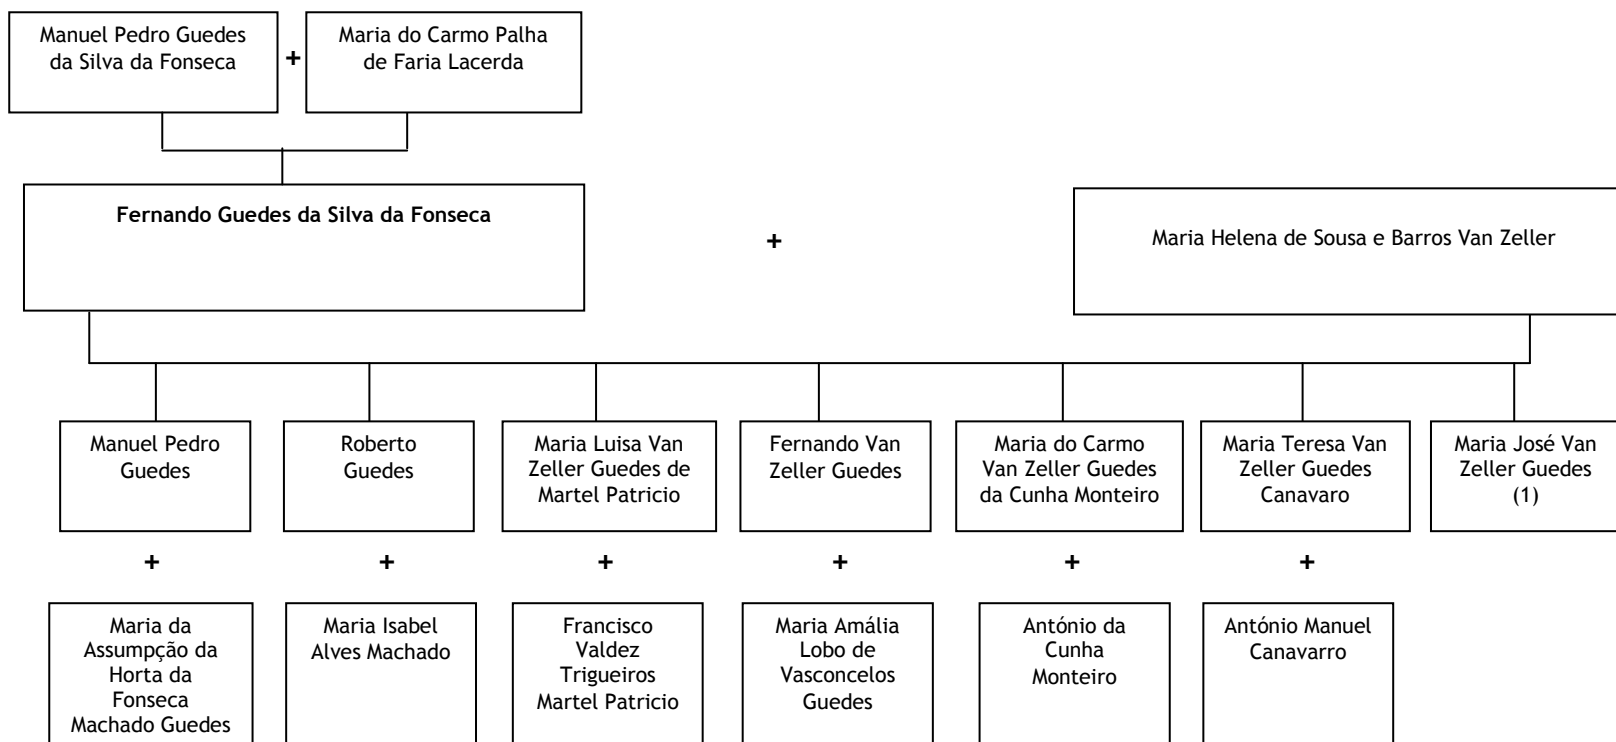 Manuel Pedro Guedes
da Silva da Fonseca
+
Maria do Carmo Palha
de Faria Lacerda
Fernando Guedes da Silva da Fonseca
+
Maria Helena de Sousa e Barros Van Zeller
Manuel Pedro
Guedes
Roberto
Guedes
Maria Luisa Van
Zeller Guedes de
Martel Patricio
Fernando Van
Zeller Guedes
Maria do Carmo
Van Zeller Guedes
da Cunha Monteiro
Maria Teresa Van
Zeller Guedes
Canavaro
Maria José Van
Zeller Guedes
(1)
+
+
+
+
+
+
Maria da
Assumpção da
Horta da
Fonseca
Machado Guedes
Maria Isabel
Alves Machado
Francisco
Valdez
Trigueiros
Martel Patricio
Maria Amália
Lobo de
Vasconcelos
Guedes
António da
Cunha
Monteiro
António Manuel
Canavarro